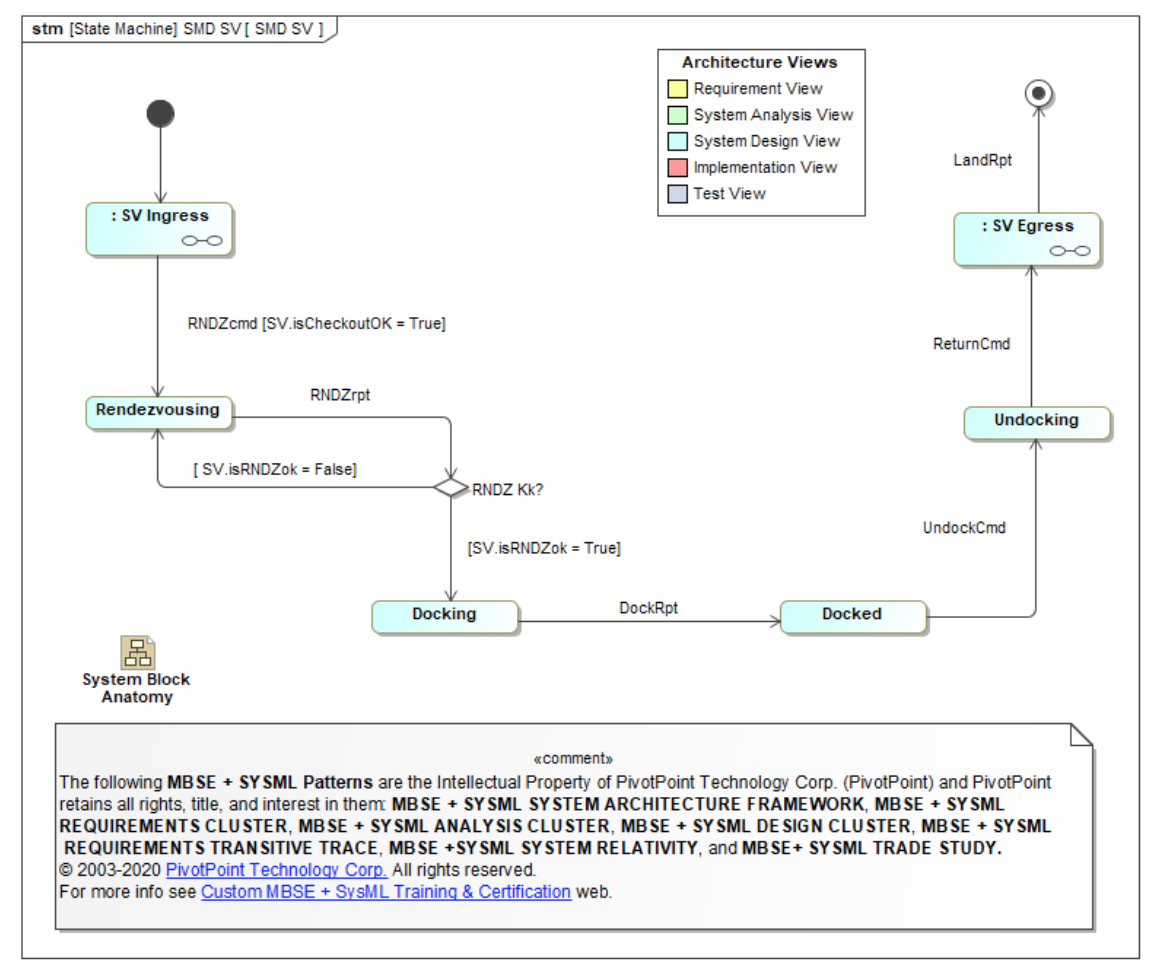 stm [State Machine] SMD SV [ SMD SV ]
Architecture Views
Requirement View
System Analysis View
System Design View
Implementation View
Test View
LandRpt
: SV Ingress
: SV Egress
RNDZcmd [SV.isCheckoutOK = True]
ReturnCmd
RNDZrpt
Rendezvousing
Undocking
[ SV.isRNDZok = False]
RNDZ Kk?
UndockCmd
[SV.isRNDZok = True]
DockRpt
Docking
Docked
System Block
Anatomy
«comment»
The following MBSE + SYSML Patterns are the Intellectual Property of PivotPoint Technology Corp. (PivotPoint) and PivotPoint
retains all rights, title, and interest in them: MBSE + SYSML SYSTEM ARCHITECTURE FRAMEWORK, MBSE + SYSML
REQUIREMENTS CLUSTER, MBSE + SYSML ANALYSIS CLUSTER, MBSE + SYSML DESIGN CLUSTER, MBSE + SYSML
REQUIREMENTS TRANSITIVE TRACE, MBSE +SYSML SYSTEM RELATIVITY, and MBSE+ SYSML TRADE STUDY.
© 2003-2020 PivotPoint Technology Corp. All rights reserved.
For more info see Custom MBSE + SysML Training & Certification web.